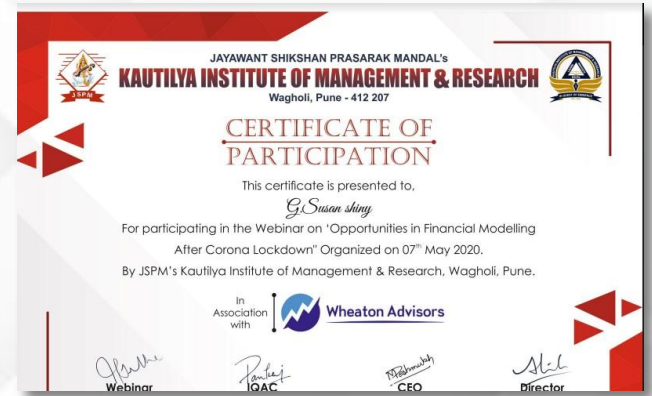 JAYAWANT SHIKSHAN PRASARAK MANDAL's
KAUTILYA INSTITUTE OF MANAGEMENT & RESEARCH
Wagholi, Pune - 412 207
JSPM
CERTIFICATE OF
PARTICIPATION
This certificate is presented to,
G.Susan shiny
For participating in the Webinar on ‘Opportunities in Financial Modelling
After Corona Lockdown" Organized on 07th May 2020.
By JSPM’s Kautilya Institute of Management & Research, Wagholi, Pune.
In
Association
with
Wheaton Advisors
Pankaj
Webinar IQAC CEO Director